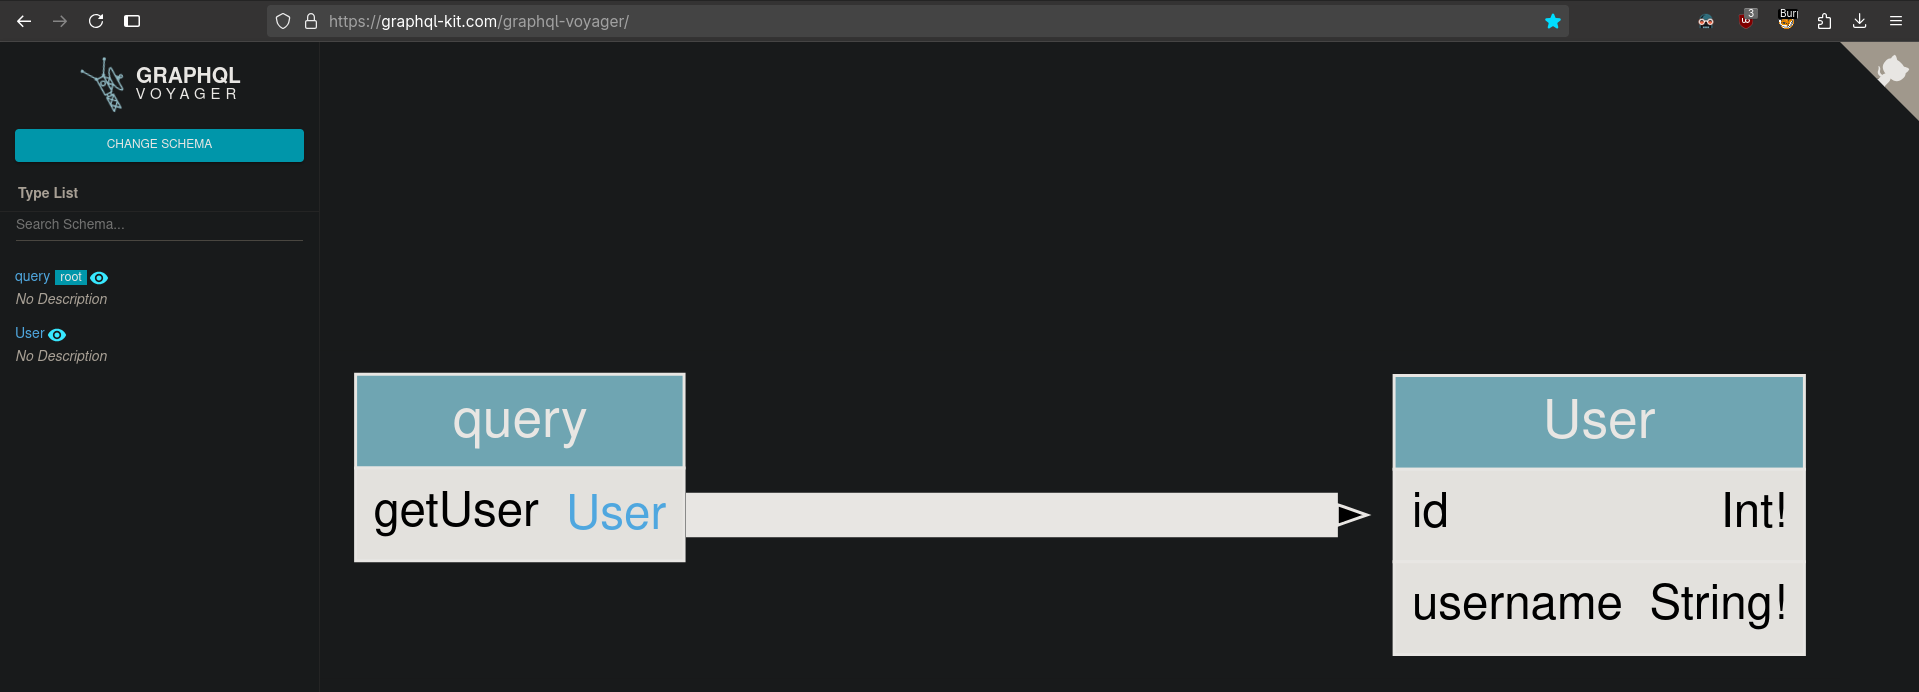 https://graphql-kit.com/graphql-voyager/
3
Bur
GRAPHQL
VOYAGER
CHANGE SCHEMA
Type List
Search Schema...
query root
No Description
User
No Description
query
getUser User
User
id Int!
username String!